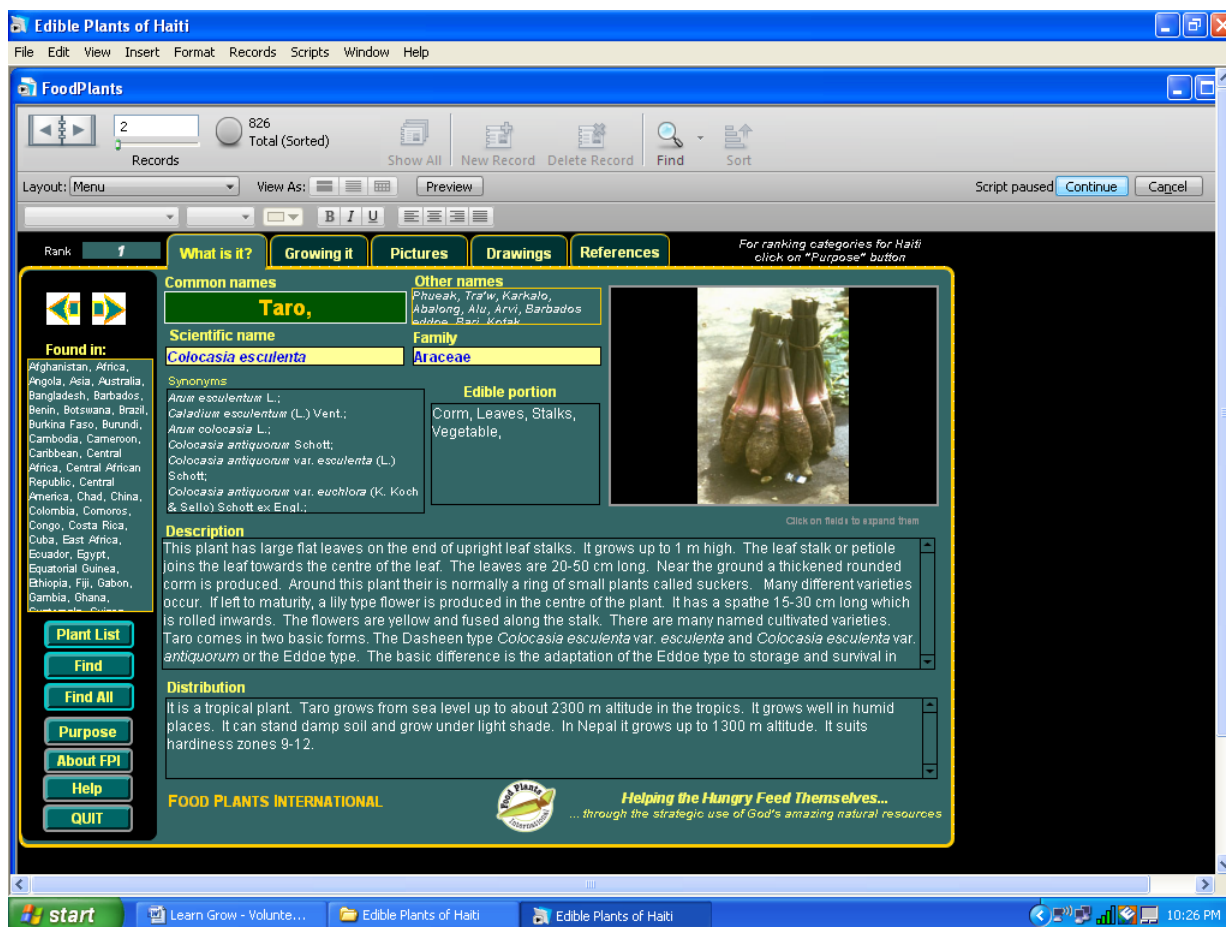 Edible Plants of Haiti
File Edit View Insert Format Records Scripts Window Help
FoodPlants
2
Records
826
Total (Sorted)
Show All
New Record
Delete Record
Find
Sort
Layout: Menu
View As:
Preview
Script paused
Continue
Cancel
B I U
Rank 1
What is it?
Growing it
Pictures
Drawings
References
For ranking categories for Haiti
click on "Purpose" button
Common names
Taro,
Other names
Phueak, Tra'w, Karkalo,
Abalong, Alu, Arvi, Barbados
eddoe, Bari, Kotak
Scientific name
Colocasia esculenta
Family
Araceae
Found in:
Afghanistan, Africa,
Angola, Asia, Australia,
Bangladesh, Barbados,
Benin, Botswana, Brazil,
Burkina Faso, Burundi,
Cambodia, Cameroon,
Caribbean, Central
Africa, Central African
Republic, Central
America, Chad, China,
Colombia, Comoros,
Congo, Costa Rica,
Cuba, East Africa,
Ecuador, Egypt,
Equatorial Guinea,
Ethiopia, Fiji, Gabon,
Gambia, Ghana,
Synonyms
Arum esculentum L.;
Caladium esculentum (L.) Vent.;
Arum colocasia L.;
Colocasia antiquorum Schott;
Colocasia antiquorum var. esculenta (L.)
Schott;
Colocasia antiquorum var. euchlora (K. Koch
& Sello) Schott ex Engl.;
Edible portion
Corm, Leaves, Stalks,
Vegetable,
Click on fields to expand them
Description
This plant has large flat leaves on the end of upright leaf stalks. It grows up to 1 m high. The leaf stalk or petiole
joins the leaf towards the centre of the leaf. The leaves are 20-50 cm long. Near the ground a thickened rounded
corm is produced. Around this plant their is normally a ring of small plants called suckers. Many different varieties
occur. If left to maturity, a lily type flower is produced in the centre of the plant. It has a spathe 15-30 cm long which
is rolled inwards. The flowers are yellow and fused along the stalk. There are many named cultivated varieties.
Taro comes in two basic forms. The Dasheen type Colocasia esculenta var. esculenta and Colocasia esculenta var.
antiquorum or the Eddoe type. The basic difference is the adaptation of the Eddoe type to storage and survival in
Distribution
It is a tropical plant. Taro grows from sea level up to about 2300 m altitude in the tropics. It grows well in humid
places. It can stand damp soil and grow under light shade. In Nepal it grows up to 1300 m altitude. It suits
hardiness zones 9-12.
Plant List
Find
Find All
Purpose
About FPI
Help
QUIT
FOOD PLANTS INTERNATIONAL
Food Plants
International
Helping the Hungry Feed Themselves...
... through the strategic use of God's amazing natural resources
start
Learn Grow - Volunte...
Edible Plants of Haiti
Edible Plants of Haiti
10:26 PM